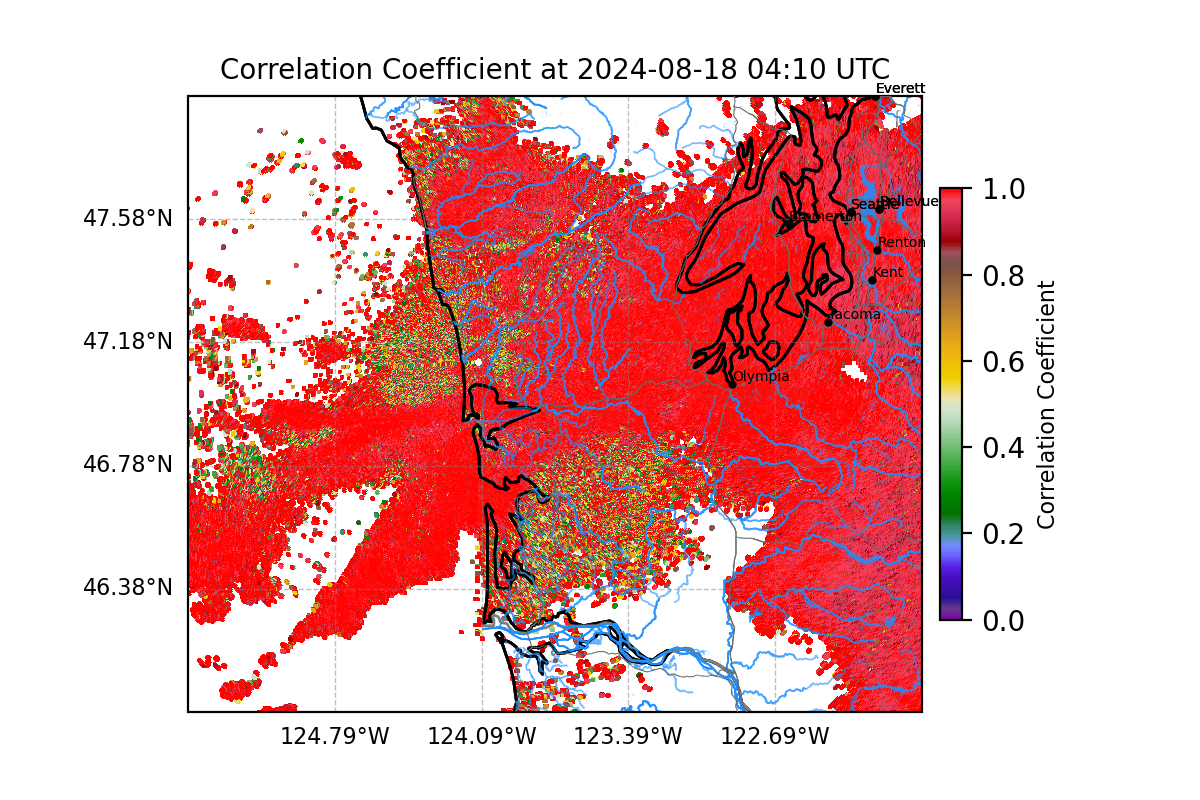 Correlation Coefficient at 2024-08-18 04:10 UTC
Everett
47.58°N
Seattle
Bellevue
Bremerton
Renton
Kent
47.18°N
Tacoma
Olympia
46.78°N
46.38°N
124.79°W
124.09°W
123.39°W
122.69°W
1.0
0.8
0.6
0.4
0.2
0.0
Correlation Coefficient